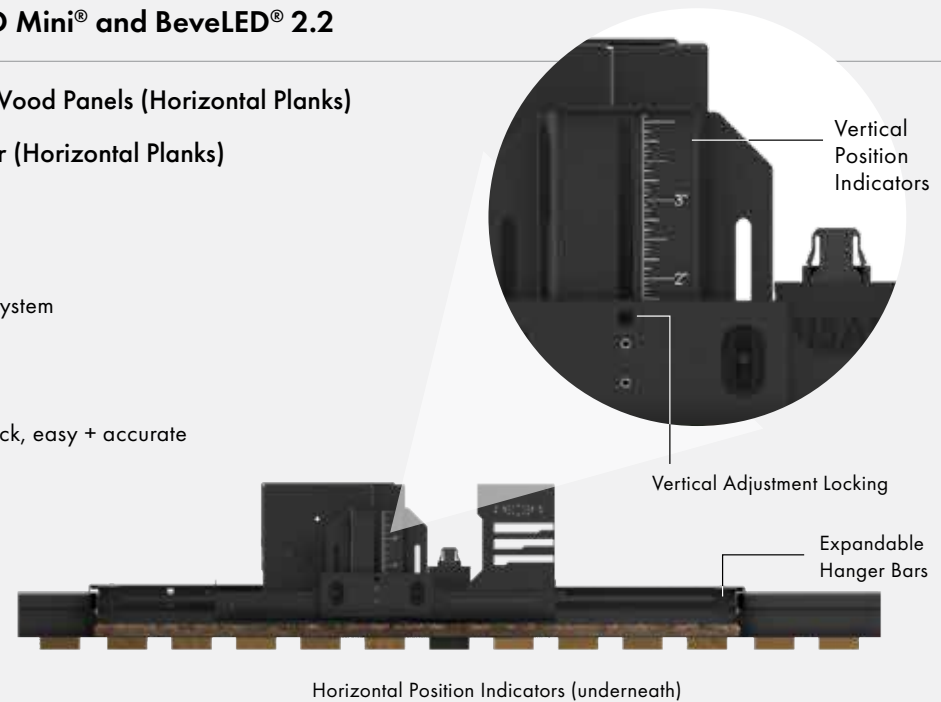 D Mini® and BeveLED® 2.2
Wood Panels (Horizontal Planks)
r (Horizontal Planks)
ystem
ck, easy + accurate
Vertical
Position
Indicators
3"
2"
Vertical Adjustment Locking
Expandable
Hanger Bars
Horizontal Position Indicators (underneath)